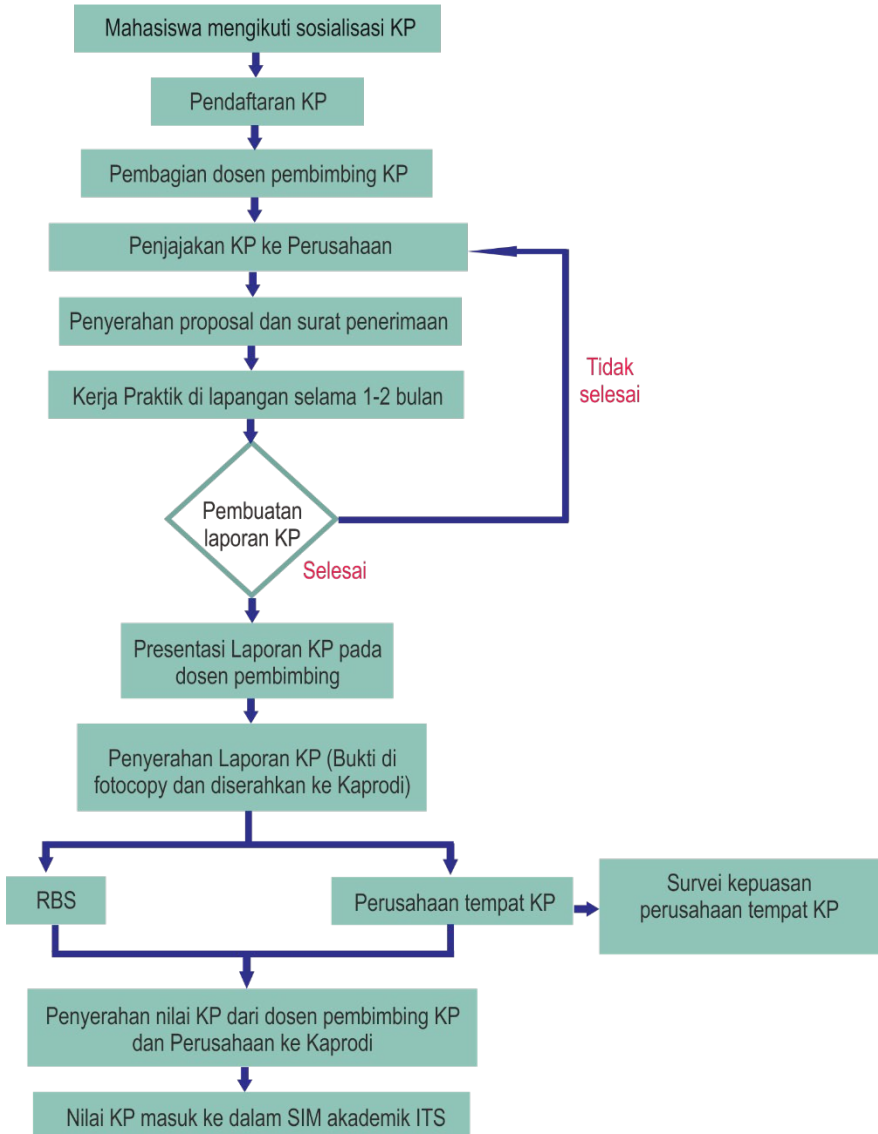 Mahasiswa mengikuti sosialisasi KP
Pendaftaran KP
Pembagian dosen pembimbing KP
Penjajakan KP ke Perusahaan
Penyerahan proposal dan surat penerimaan
Kerja Praktik di lapangan selama 1-2 bulan
Tidak
selesai
Pembuatan
laporan KP
Selesai
Presentasi Laporan KP pada
dosen pembimbing
Penyerahan Laporan KP (Bukti di
fotocopy dan diserahkan ke Kaprodi)
RBS
Perusahaan tempat KP
Survei kepuasan
perusahaan tempat KP
Penyerahan nilai KP dari dosen pembimbing KP
dan Perusahaan ke Kaprodi
Nilai KP masuk ke dalam SIM akademik ITS